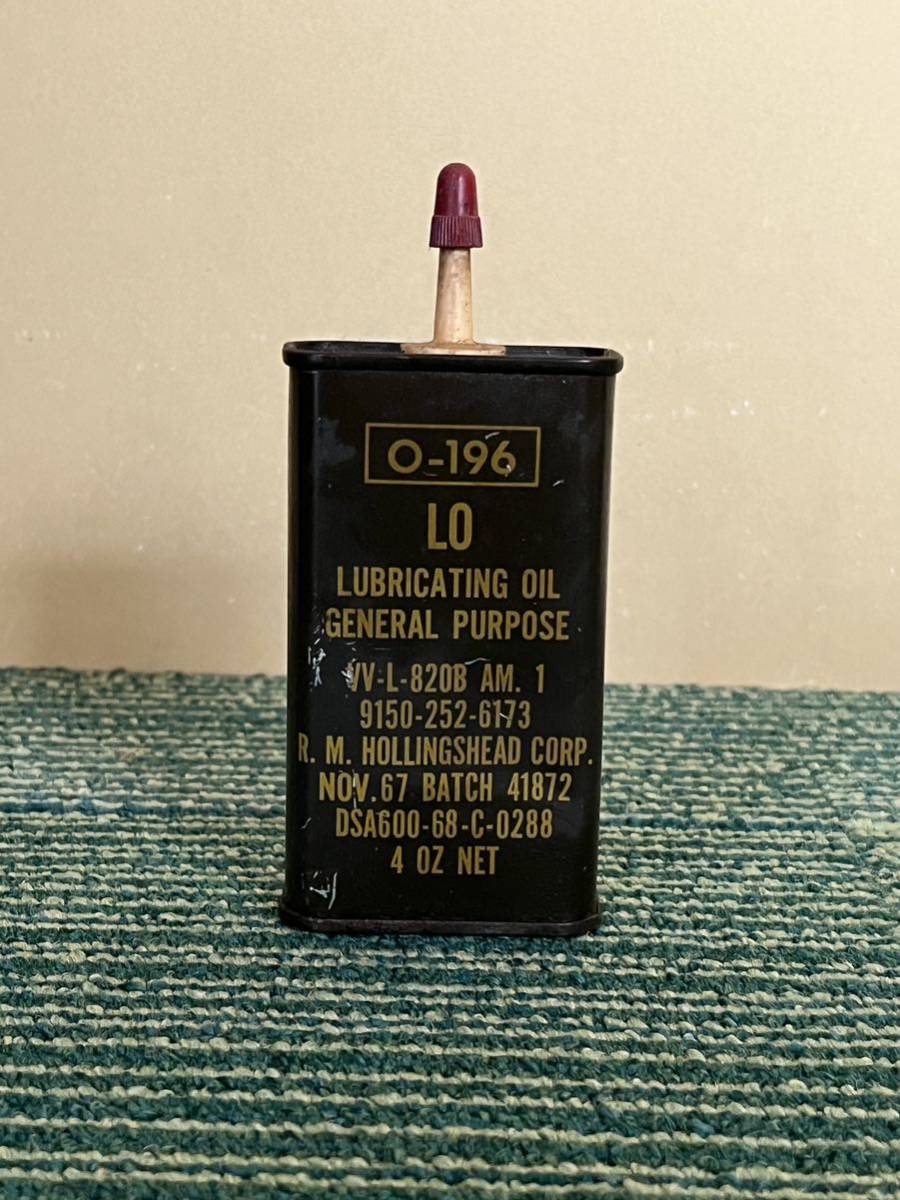 O-196
LO
LUBRICATING OIL
GENERAL PURPOSE
VV-L-820B AM. 1
9150-252-6173
R. M. HOLLINGSHEAD CORP.
NOV. 67 BATCH 41872
DSA600-68-C-0288
4 OZ NET